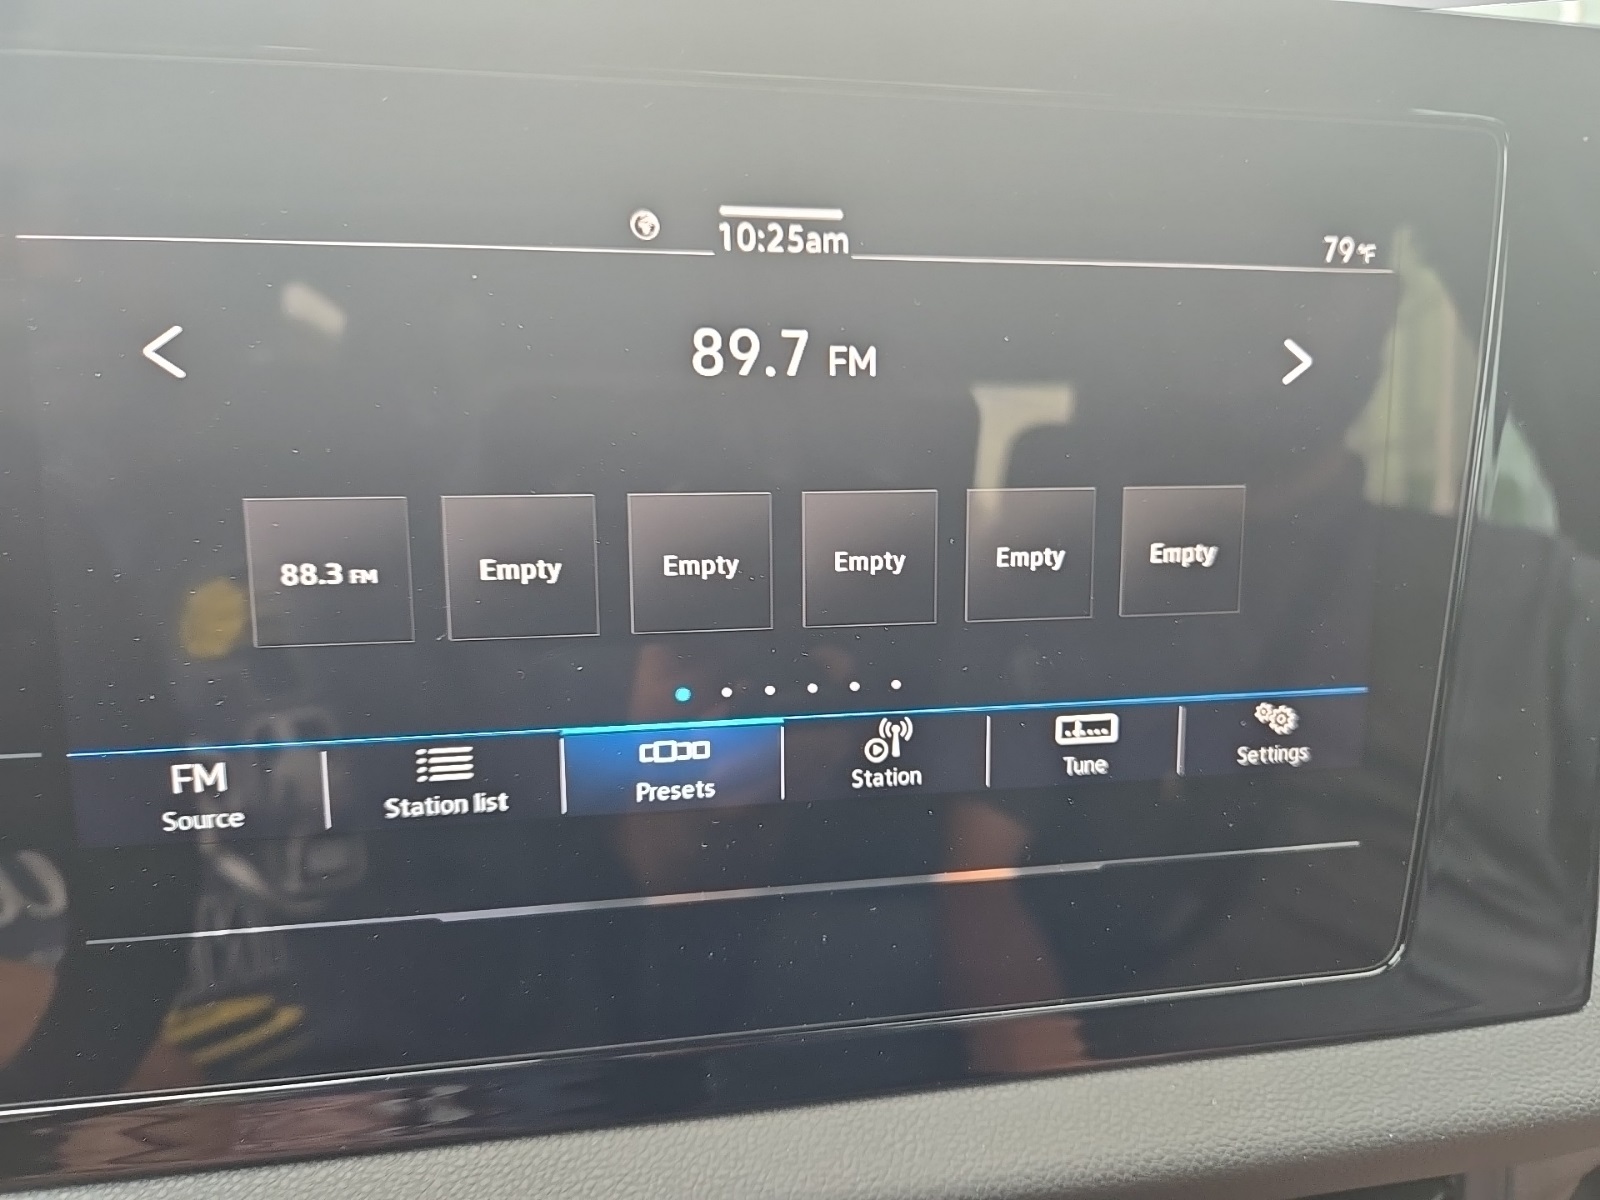 10:25am
79°F
89.7 FM
88.3 FM
Empty
Empty
Empty
Empty
Empty
FM
Source
Station list
Presets
Station
Tune
Settings